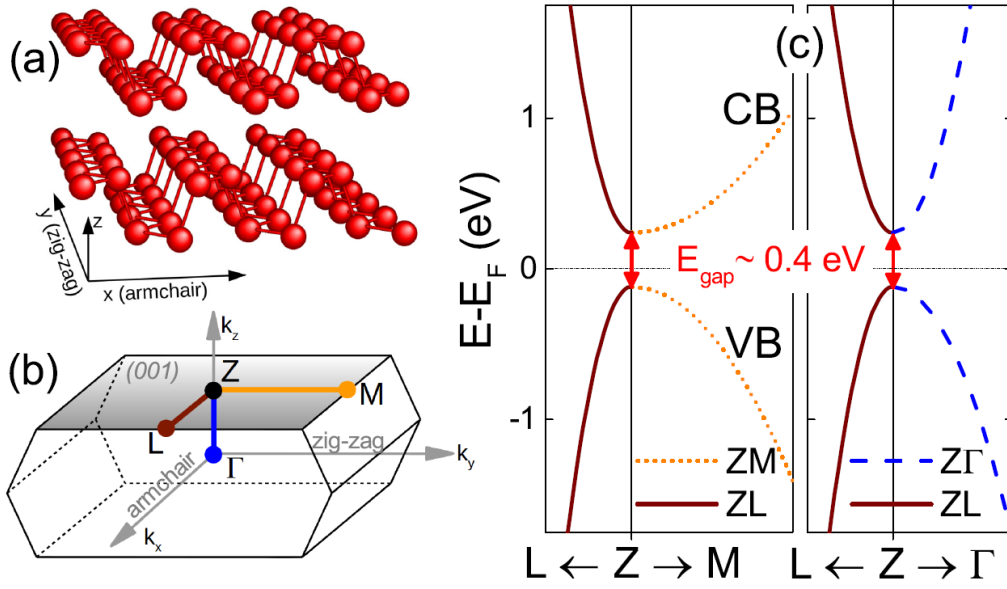 (a)
z
y (zig-zag)
x (armchair)
(b)
(001)
k_z
Z
M
L
Γ
zig-zag
k_y
armchair
k_x
(c)
E-E_F (eV)
1
0
-1
CB
E_gap ~ 0.4 eV
VB
ZM
ZL
ZΓ
ZL
L ← Z → M
L ← Z → Γ